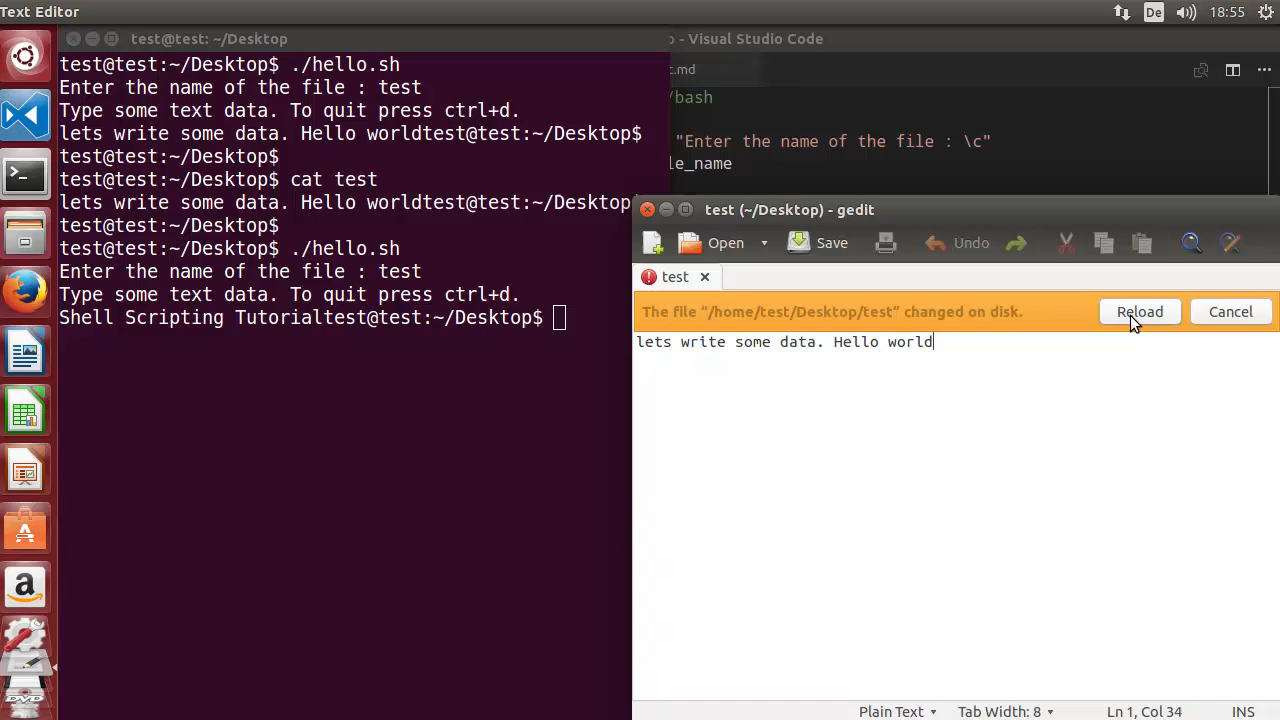 Text Editor
De
18:55
test@test: ~/Desktop
- Visual Studio Code
test@test:~/Desktop$ ./hello.sh
Enter the name of the file : test
Type some text data. To quit press ctrl+d.
lets write some data. Hello worldtest@test:~/Desktop$
test@test:~/Desktop$
test@test:~/Desktop$ cat test
lets write some data. Hello worldtest@test:~/Desktop
test@test:~/Desktop$
test@test:~/Desktop$ ./hello.sh
Enter the name of the file : test
Type some text data. To quit press ctrl+d.
Shell Scripting Tutorialtest@test:~/Desktop$
.md
/bash
"Enter the name of the file : \c"
le_name
test (~/Desktop) - gedit
Open
Save
Undo
test
The file "/home/test/Desktop/test" changed on disk.
Reload
Cancel
lets write some data. Hello world
Plain Text
Tab Width: 8
Ln 1, Col 34
INS